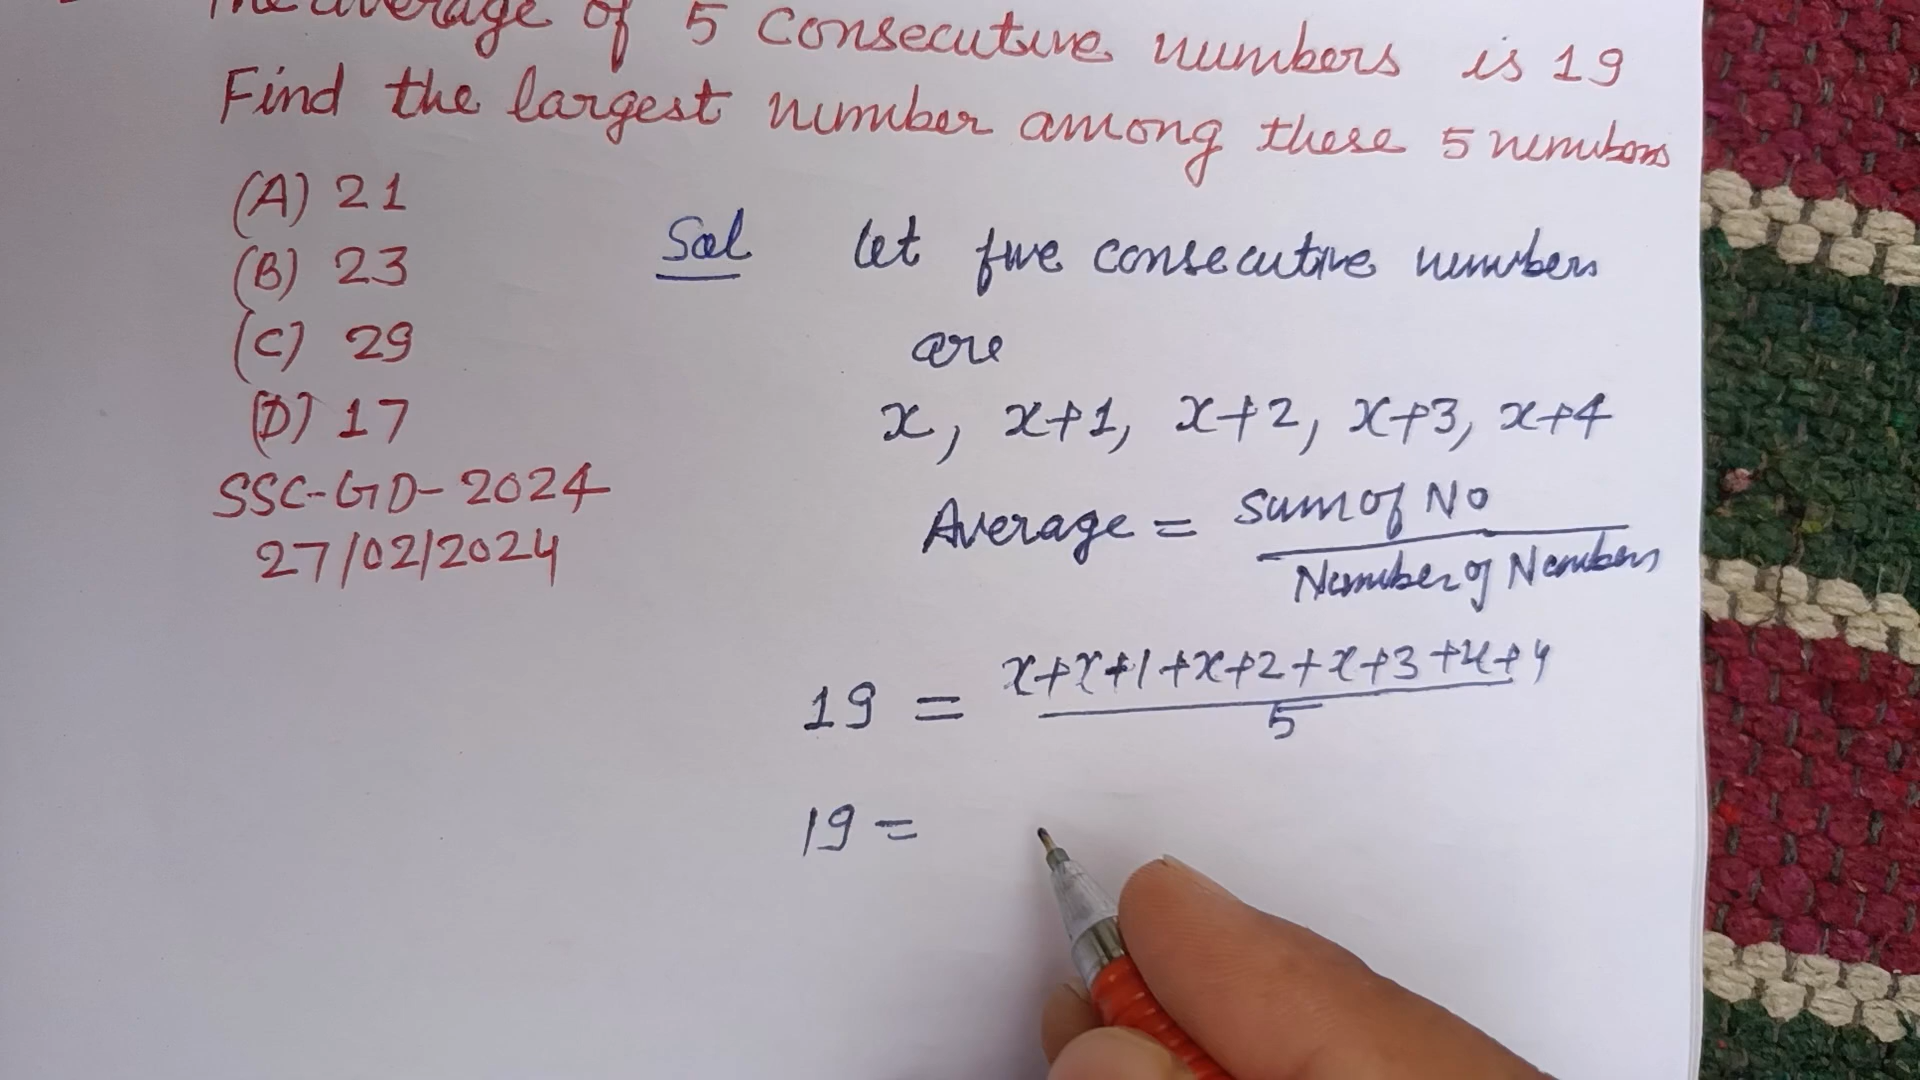 The average of 5 consecutive numbers is 19
Find the largest number among these 5 numbers
(A) 21
(B) 23
(C) 29
(D) 17
SSC-GD-2024
27/02/2024
Sol let five consecutive numbers
are
x, x+1, x+2, x+3, x+4
Average = sum of No / Number of Numbers
19 = x+x+1+x+2+x+3+x+4 / 5
19 =